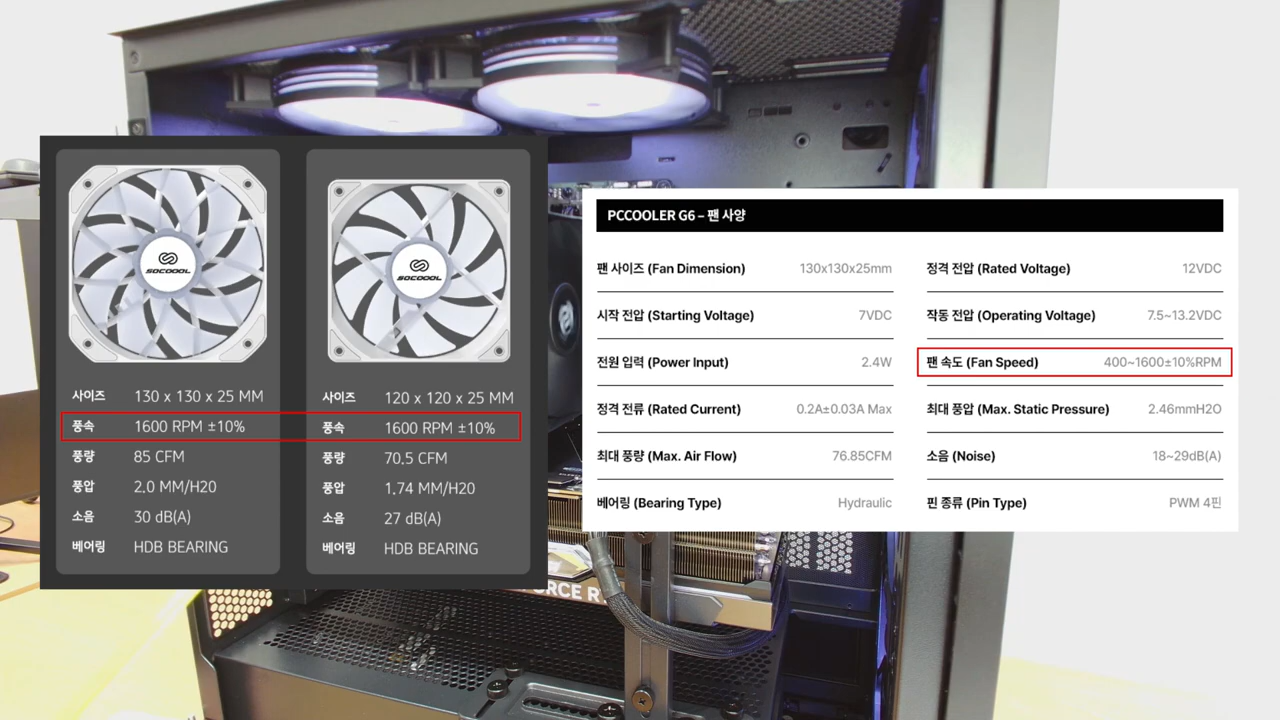 SOCOOOL
사이즈 130 x 130 x 25 MM
풍속 1600 RPM ±10%
풍량 85 CFM
풍압 2.0 MM/H20
소음 30 dB(A)
베어링 HDB BEARING
SOCOOOL
사이즈 120 x 120 x 25 MM
풍속 1600 RPM ±10%
풍량 70.5 CFM
풍압 1.74 MM/H20
소음 27 dB(A)
베어링 HDB BEARING
PCCOOLER G6 – 팬 사양
팬 사이즈 (Fan Dimension) 130x130x25mm
시작 전압 (Starting Voltage) 7VDC
전원 입력 (Power Input) 2.4W
정격 전류 (Rated Current) 0.2A±0.03A Max
최대 풍량 (Max. Air Flow) 76.85CFM
베어링 (Bearing Type) Hydraulic
정격 전압 (Rated Voltage) 12VDC
작동 전압 (Operating Voltage) 7.5~13.2VDC
팬 속도 (Fan Speed) 400~1600±10%RPM
최대 풍압 (Max. Static Pressure) 2.46mmH2O
소음 (Noise) 18~29dB(A)
핀 종류 (Pin Type) PWM 4핀